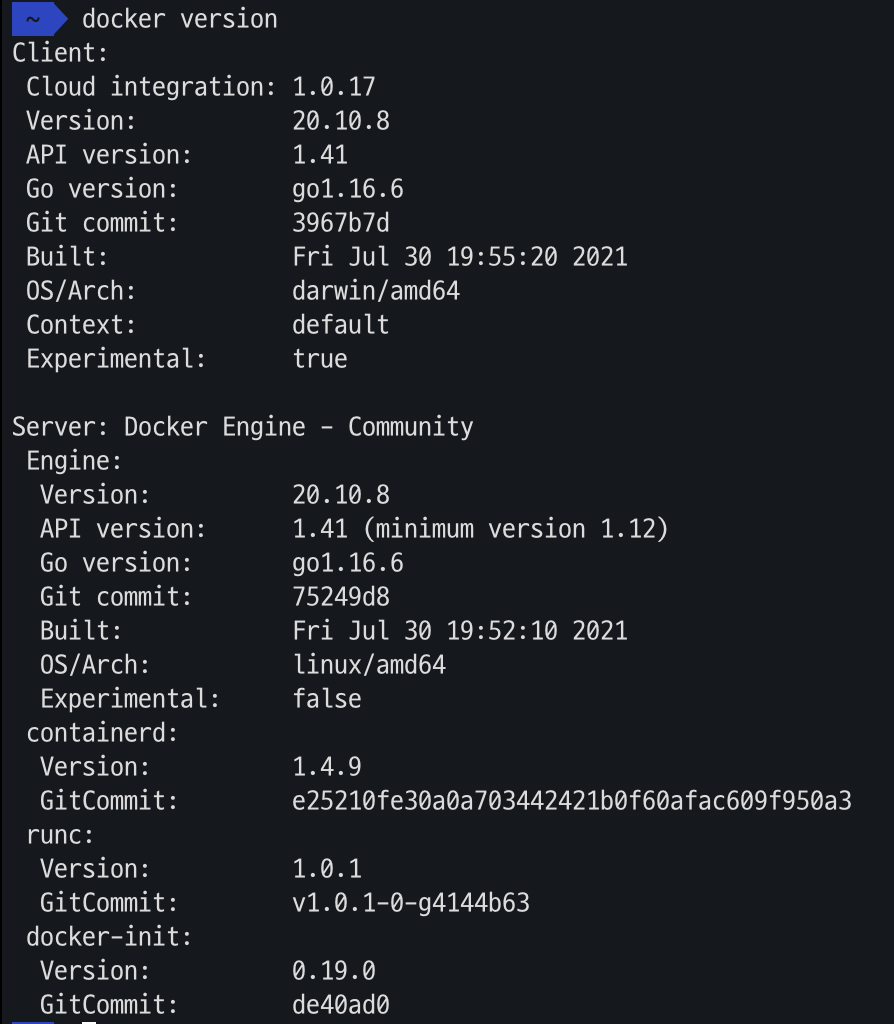 ~ docker version
Client:
 Cloud integration: 1.0.17
 Version:           20.10.8
 API version:       1.41
 Go version:        go1.16.6
 Git commit:        3967b7d
 Built:             Fri Jul 30 19:55:20 2021
 OS/Arch:           darwin/amd64
 Context:           default
 Experimental:      true

Server: Docker Engine - Community
 Engine:
  Version:          20.10.8
  API version:      1.41 (minimum version 1.12)
  Go version:       go1.16.6
  Git commit:       75249d8
  Built:            Fri Jul 30 19:52:10 2021
  OS/Arch:          linux/amd64
  Experimental:     false
 containerd:
  Version:          1.4.9
  GitCommit:        e25210fe30a0a703442421b0f60afac609f950a3
 runc:
  Version:          1.0.1
  GitCommit:        v1.0.1-0-g4144b63
 docker-init:
  Version:          0.19.0
  GitCommit:        de40ad0